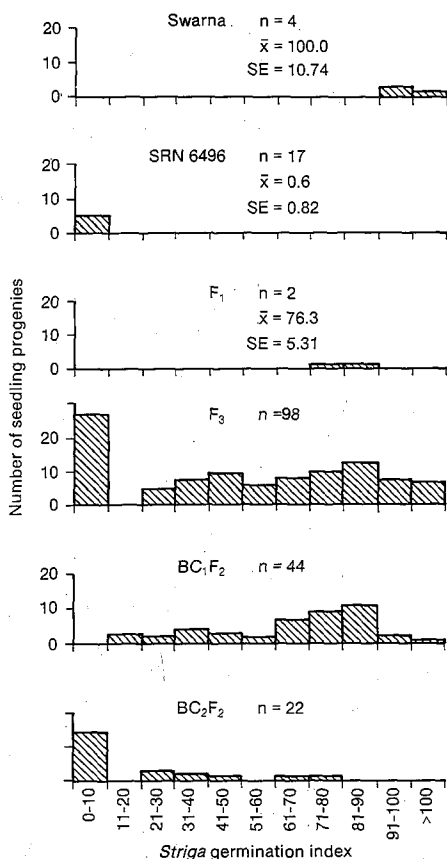 Swarna n = 4
x̄ = 100.0
SE = 10.74
20
10
0
SRN 6496 n = 17
x̄ = 0.6
SE = 0.82
20
10
0
F₁ n = 2
x̄ = 76.3
SE = 5.31
20
10
0
F₃ n =98
20
10
0
BC₁F₂ n = 44
20
10
0
BC₂F₂ n = 22
Number of seedling progenies
0-10
11-20
21-30
31-40
41-50
51-60
61-70
71-80
81-90
91-100
>100
Striga germination index